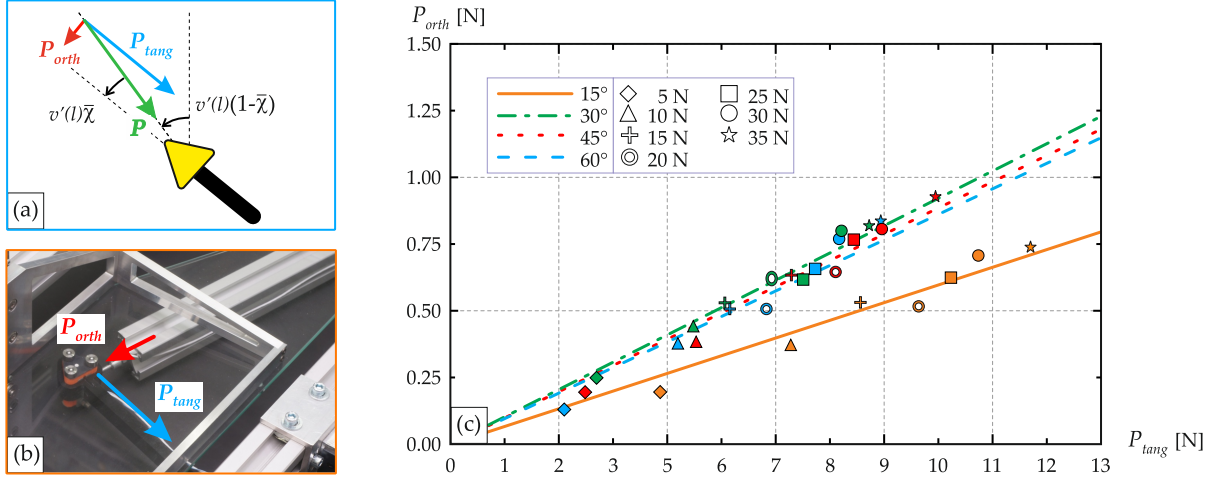 (a)
P_orth
P_tang
P
v'(l)χ̄
v'(l)(1-χ̄)
(b)
P_orth
P_tang
(c)
P_orth [N]
1.50
1.25
1.00
0.75
0.50
0.25
0.00
15°
30°
45°
60°
5 N
10 N
15 N
20 N
25 N
30 N
35 N
0 1 2 3 4 5 6 7 8 9 10 11 12 13
P_tang [N]